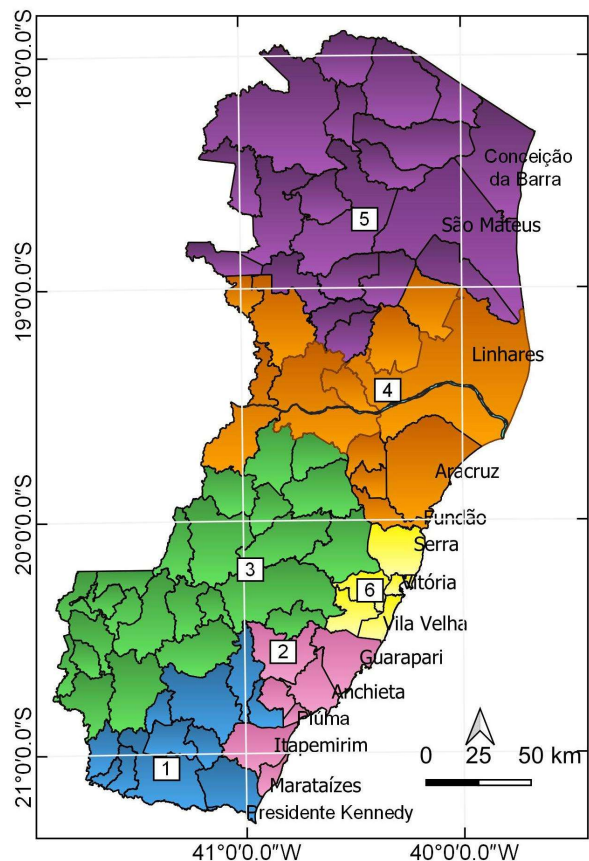 18°0'0.0"S
Conceição
da Barra
5
São Mateus
19°0'0.0"S
Linhares
4
Aracruz
20°0'0.0"S
Fundão
Serra
3
6
Vitória
Vila Velha
2
Guarapari
Anchieta
Piúma
Itapemirim
0 25 50 km
21°0'0.0"S
1
Marataízes
Presidente Kennedy
41°0'0.0"W 40°0'0.0"W